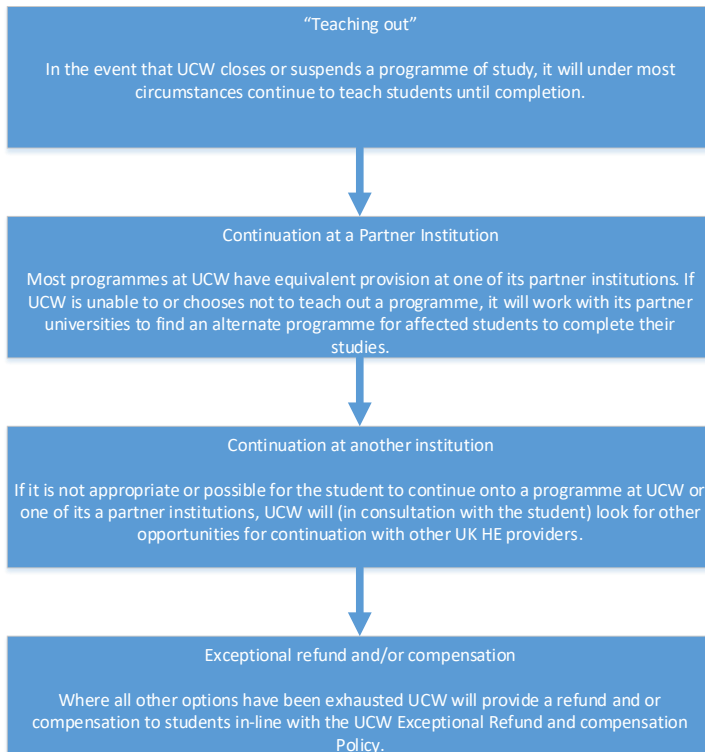 “Teaching out”
In the event that UCW closes or suspends a programme of study, it will under most
circumstances continue to teach students until completion.
Continuation at a Partner Institution
Most programmes at UCW have equivalent provision at one of its partner institutions. If
UCW is unable to or chooses not to teach out a programme, it will work with its partner
universities to find an alternate programme for affected students to complete their
studies.
Continuation at another institution
If it is not appropriate or possible for the student to continue onto a programme at UCW or
one of its a partner institutions, UCW will (in consultation with the student) look for other
opportunities for continuation with other UK HE providers.
Exceptional refund and/or compensation
Where all other options have been exhausted UCW will provide a refund and or
compensation to students in-line with the UCW Exceptional Refund and compensation
Policy.